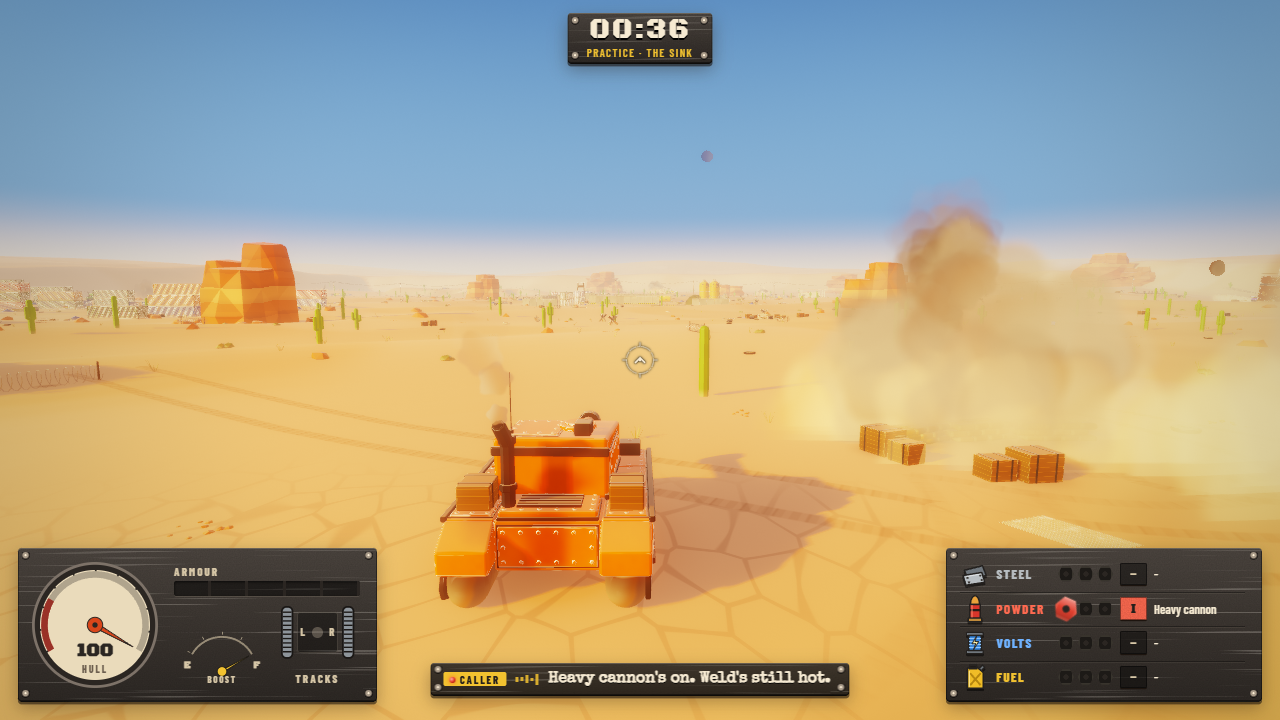 00:36
PRACTICE - THE SINK
ARMOUR
100
HULL
E
F
BOOST
L
R
TRACKS
CALLER Heavy cannon's on. Weld's still hot.
STEEL - -
POWDER I Heavy cannon
VOLTS - -
FUEL - -